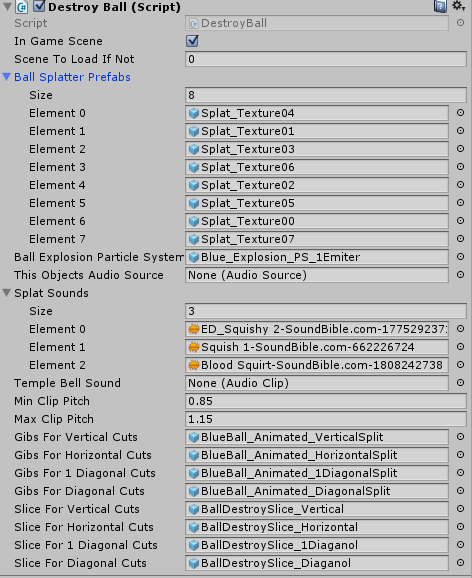 Destroy Ball (Script)
Script DestroyBall
In Game Scene
Scene To Load If Not 0
Ball Splatter Prefabs
Size 8
Element 0 Splat_Texture04
Element 1 Splat_Texture01
Element 2 Splat_Texture03
Element 3 Splat_Texture06
Element 4 Splat_Texture02
Element 5 Splat_Texture05
Element 6 Splat_Texture00
Element 7 Splat_Texture07
Ball Explosion Particle System Blue_Explosion_PS_1Emiter
This Objects Audio Source None (Audio Source)
Splat Sounds
Size 3
Element 0 ED_Squishy 2-SoundBible.com-177529237
Element 1 Squish 1-SoundBible.com-662226724
Element 2 Blood Squirt-SoundBible.com-1808242738
Temple Bell Sound None (Audio Clip)
Min Clip Pitch 0.85
Max Clip Pitch 1.15
Gibs For Vertical Cuts BlueBall_Animated_VerticalSplit
Gibs For Horizontal Cuts BlueBall_Animated_HorizontalSplit
Gibs For 1 Diagonal Cuts BlueBall_Animated_1DiagonalSplit
Gibs For Diagonal Cuts BlueBall_Animated_DiagonalSplit
Slice For Vertical Cuts BallDestroySlice_Vertical
Slice For Horizontal Cuts BallDestroySlice_Horizontal
Slice For 1 Diagonal Cuts BallDestroySlice_1Diaganol
Slice For Diagonal Cuts BallDestroySlice_Diaganol